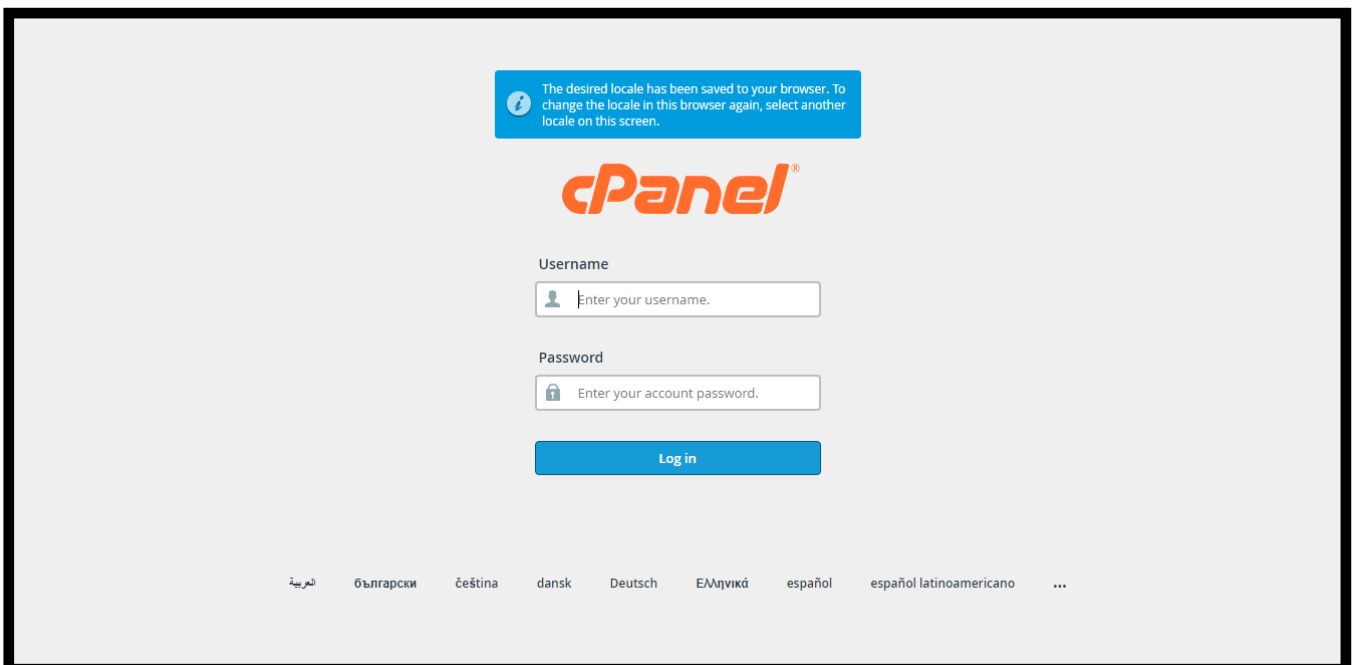 The desired locale has been saved to your browser. To
change the locale in this browser again, select another
locale on this screen.
cPanel®
Username
Enter your username.
Password
Enter your account password.
Log in
العربية български čeština dansk Deutsch Ελληνικά español español latinoamericano ...